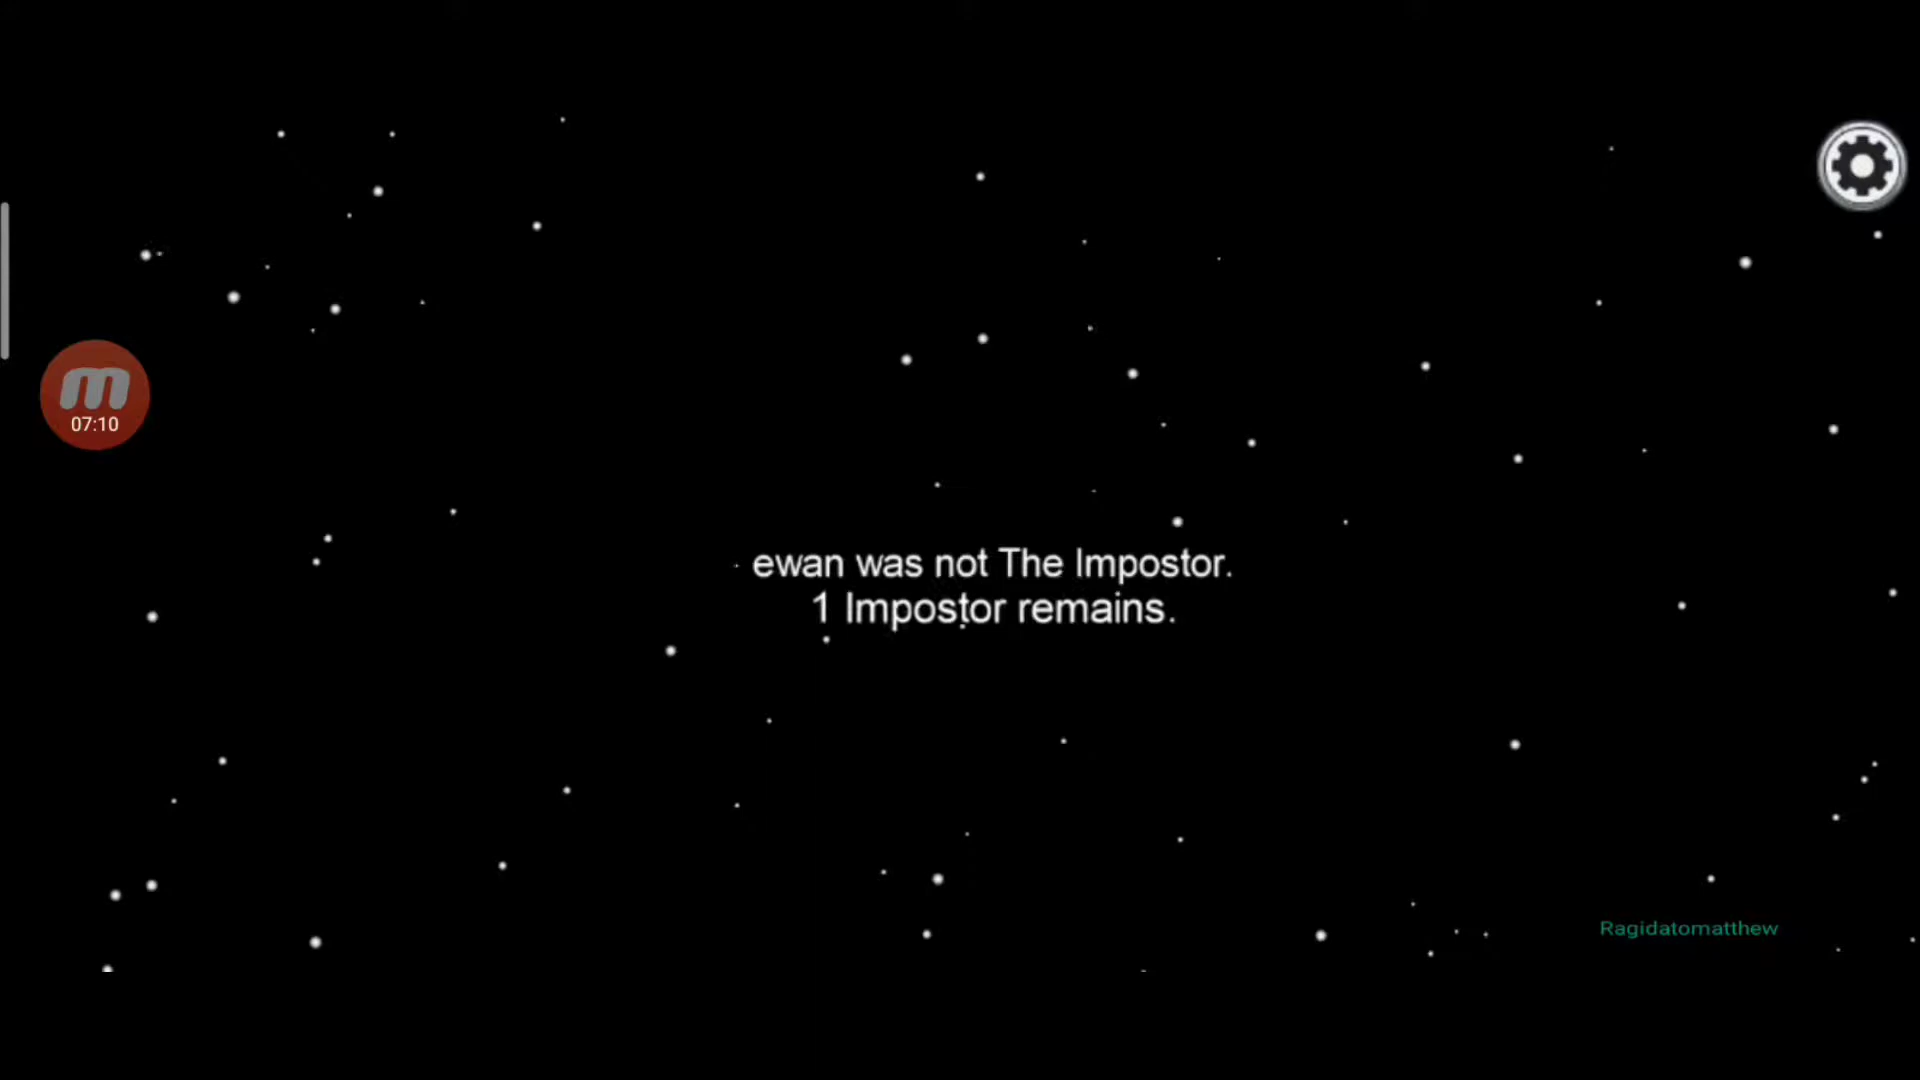 m
07:10
ewan was not The Impostor.
1 Impostor remains.
Ragidatomatthew